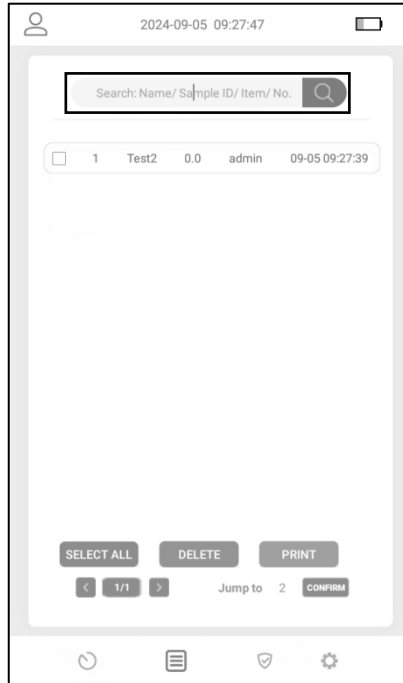 2024-09-05 09:27:47
Search: Name/ Sample ID/ Item/ No.
1 Test2 0.0 admin 09-05 09:27:39
SELECT ALL DELETE PRINT
< 1/1 > Jump to 2 CONFIRM